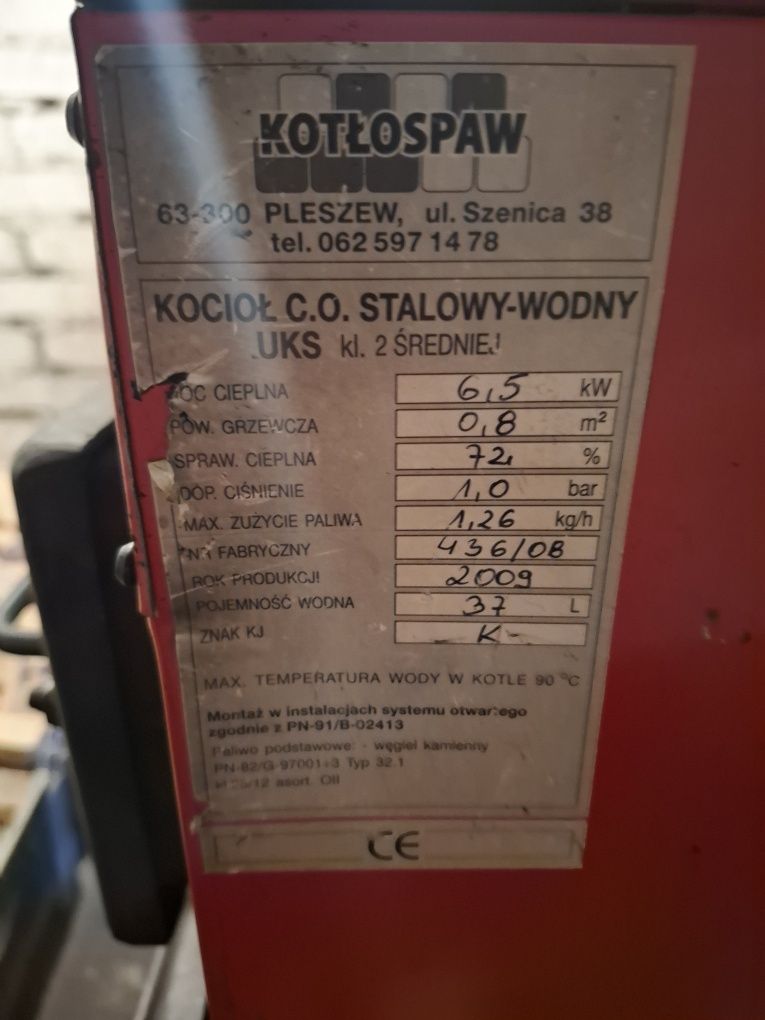 KOTŁOSPAW
63-300 PLESZEW, ul. Szenica 38
tel. 062 597 14 78
KOCIOŁ C.O. STALOWY-WODNY
UKS kl. 2 ŚREDNIEJ
OC CIEPLNA 6,5 kW
POW. GRZEWCZA 0,8 m²
SPRAW. CIEPLNA 72 %
DOP. CIŚNIENIE 1,0 bar
MAX. ZUŻYCIE PALIWA 1,26 kg/h
NR FABRYCZNY 436/08
ROK PRODUKCJI 2009
POJEMNOŚĆ WODNA 37 L
ZNAK KJ K-
MAX. TEMPERATURA WODY W KOTLE 90 °C
Montaż w instalacjach systemu otwartego
zgodnie z PN-91/B-02413
Paliwo podstawowe: - węgiel kamienny
PN-82/G-97001÷3 Typ 32.1
asort. OII
CE